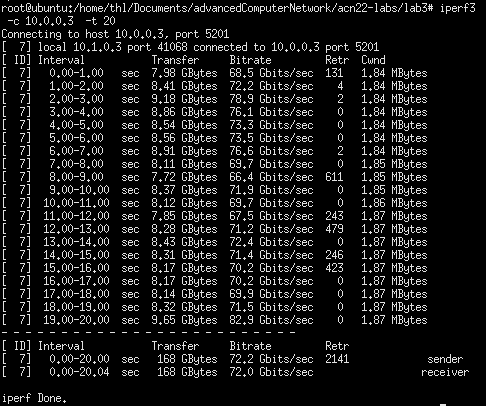 root@ubuntu:/home/thl/Documents/advancedComputerNetwork/acn22-labs/lab3# iperf3
 -c 10.0.0.3  -t 20
Connecting to host 10.0.0.3, port 5201
[  7] local 10.1.0.3 port 41068 connected to 10.0.0.3 port 5201
[ ID] Interval           Transfer     Bitrate         Retr  Cwnd
[  7]   0.00-1.00   sec  7.98 GBytes  68.5 Gbits/sec  131   1.84 MBytes
[  7]   1.00-2.00   sec  8.41 GBytes  72.2 Gbits/sec    4   1.84 MBytes
[  7]   2.00-3.00   sec  9.18 GBytes  78.9 Gbits/sec    2   1.84 MBytes
[  7]   3.00-4.00   sec  8.86 GBytes  76.1 Gbits/sec    0   1.84 MBytes
[  7]   4.00-5.00   sec  8.54 GBytes  73.3 Gbits/sec    0   1.84 MBytes
[  7]   5.00-6.00   sec  8.56 GBytes  73.5 Gbits/sec    0   1.84 MBytes
[  7]   6.00-7.00   sec  8.91 GBytes  76.6 Gbits/sec    2   1.84 MBytes
[  7]   7.00-8.00   sec  8.11 GBytes  69.7 Gbits/sec    0   1.85 MBytes
[  7]   8.00-9.00   sec  7.72 GBytes  66.4 Gbits/sec  611   1.85 MBytes
[  7]   9.00-10.00  sec  8.37 GBytes  71.9 Gbits/sec    0   1.85 MBytes
[  7]  10.00-11.00  sec  8.12 GBytes  69.7 Gbits/sec    0   1.86 MBytes
[  7]  11.00-12.00  sec  7.85 GBytes  67.5 Gbits/sec  243   1.87 MBytes
[  7]  12.00-13.00  sec  8.28 GBytes  71.2 Gbits/sec  479   1.87 MBytes
[  7]  13.00-14.00  sec  8.43 GBytes  72.4 Gbits/sec    0   1.87 MBytes
[  7]  14.00-15.00  sec  8.31 GBytes  71.4 Gbits/sec  246   1.87 MBytes
[  7]  15.00-16.00  sec  8.17 GBytes  70.2 Gbits/sec  423   1.87 MBytes
[  7]  16.00-17.00  sec  8.17 GBytes  70.2 Gbits/sec    0   1.87 MBytes
[  7]  17.00-18.00  sec  8.14 GBytes  69.9 Gbits/sec    0   1.87 MBytes
[  7]  18.00-19.00  sec  8.32 GBytes  71.5 Gbits/sec    0   1.87 MBytes
[  7]  19.00-20.00  sec  9.65 GBytes  82.9 Gbits/sec    0   1.87 MBytes
- - - - - - - - - - - - - - - - - - - - - - - - -
[ ID] Interval           Transfer     Bitrate         Retr
[  7]   0.00-20.00  sec   168 GBytes  72.2 Gbits/sec  2141             sender
[  7]   0.00-20.04  sec   168 GBytes  72.0 Gbits/sec                  receiver

iperf Done.